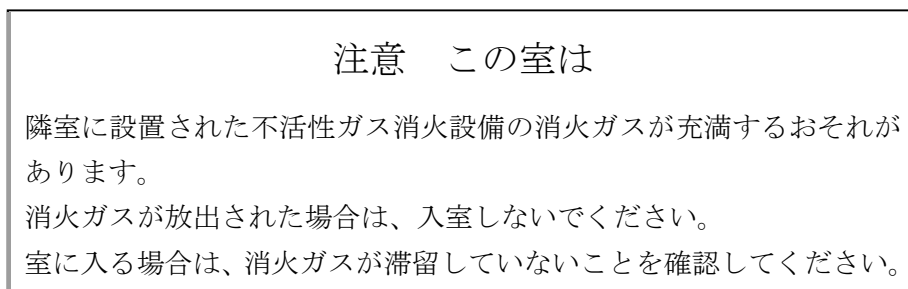 注意　この室は
隣室に設置された不活性ガス消火設備の消火ガスが充満するおそれが
あります。
消火ガスが放出された場合は、入室しないでください。
室に入る場合は、消火ガスが滞留していないことを確認してください。